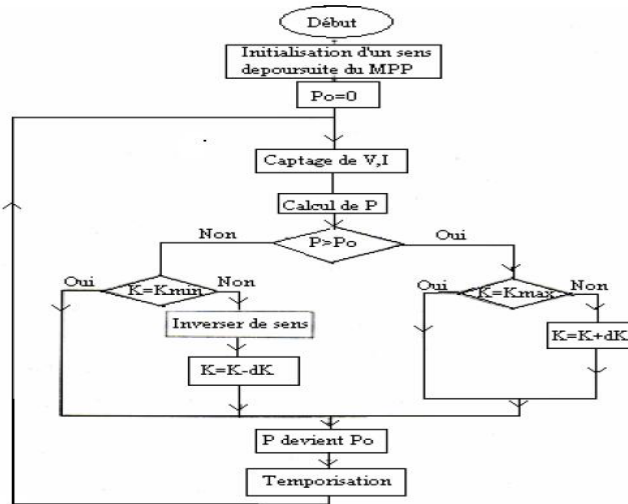 Début
Initialisation d'un sens
depoursuite du MPP
Po=0
Captage de V,I
Calcul de P
Non
P>Po
Oui
Oui
K=Kmin
Non
Oui
K=Kmax
Non
Inverser de sens
K=K+dK
K=K-dK
P devient Po
Temporisation